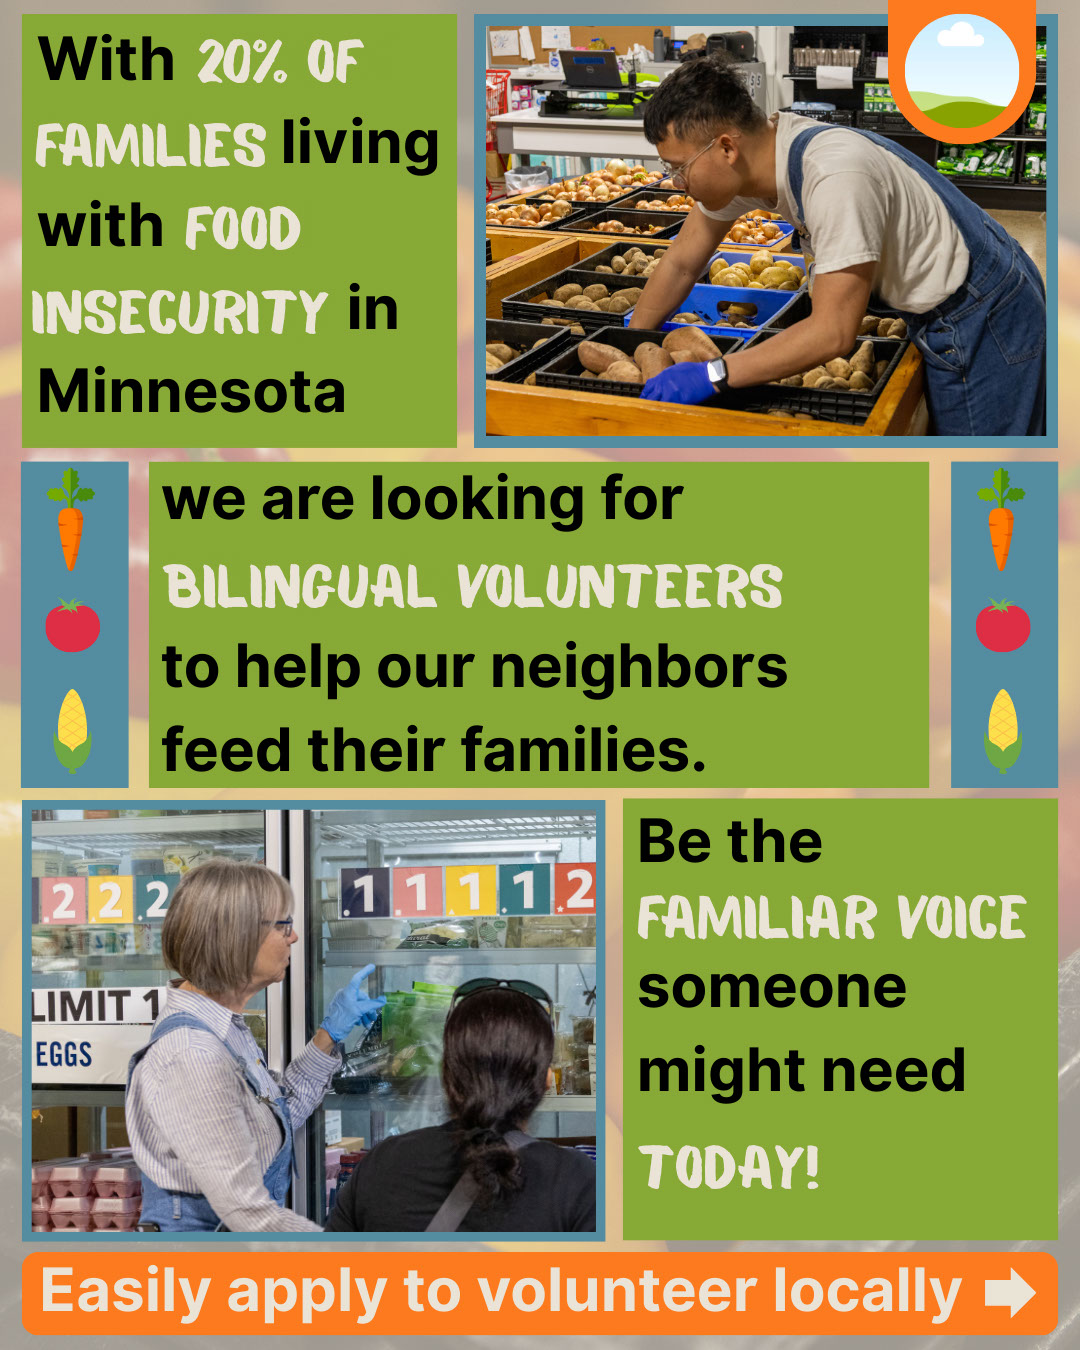 With 20% OF
FAMILIES living
with FOOD
INSECURITY in
Minnesota
we are looking for
BILINGUAL VOLUNTEERS
to help our neighbors
feed their families.
2 2 2
1 1 1 1 2
LIMIT 1
EGGS
Be the
FAMILIAR VOICE
someone
might need
TODAY!
Easily apply to volunteer locally